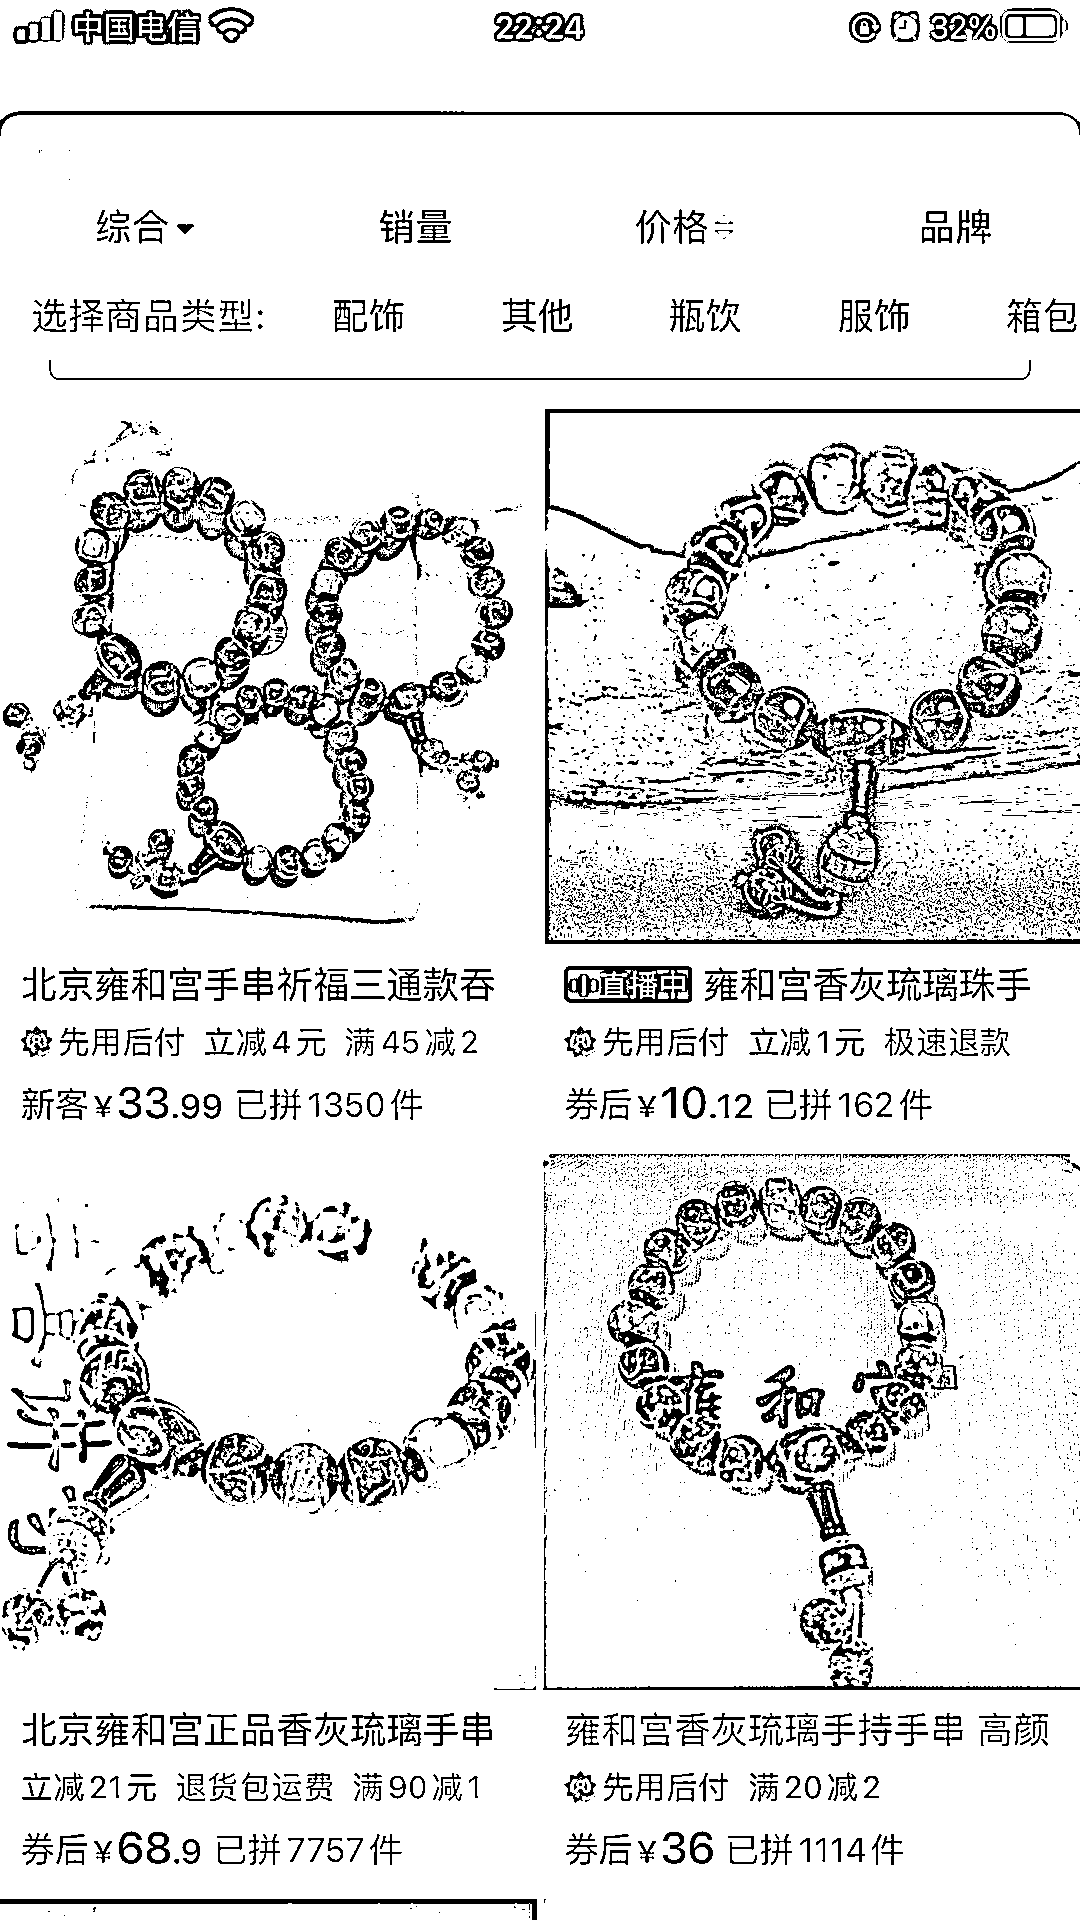 中国电信
22:24
32%
综合 销量 价格 品牌
选择商品类型: 配饰 其他 瓶饮 服饰 箱包
北京雍和宫手串祈福三通款吞
先用后付 立减4元 满45减2
新客¥33.99 已拼1350件
直播中 雍和宫香灰琉璃珠手
先用后付 立减1元 极速退款
券后¥10.12 已拼162件
雍 和 宫
北京雍和宫正品香灰琉璃手串
立减21元 退货包运费 满90减1
券后¥68.9 已拼7757件
雍和宫香灰琉璃手持手串 高颜
先用后付 满20减2
券后¥36 已拼1114件